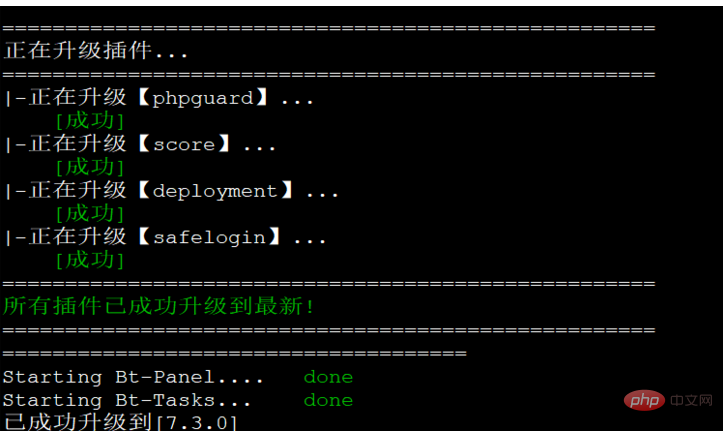 =====================================================
正在升级插件...
=====================================================
|-正在升级【phpguard】...
    [成功]
|-正在升级【score】...
    [成功]
|-正在升级【deployment】...
    [成功]
|-正在升级【safelogin】...
    [成功]
=====================================================
所有插件已成功升级到最新!
=====================================================
======================================
Starting Bt-Panel....   done
Starting Bt-Tasks...    done
已成功升级到[7.3.0]
php 中文网